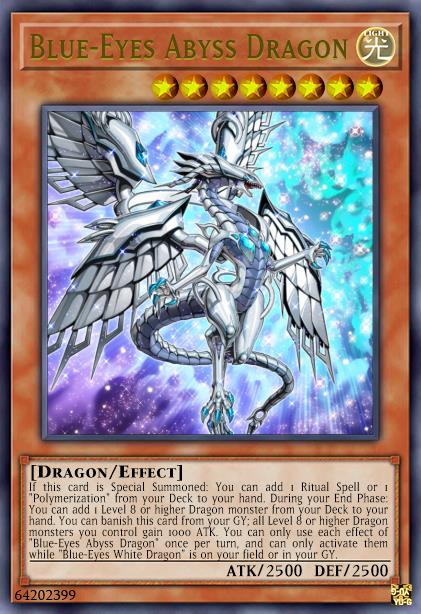 BLUE-EYES ABYSS DRAGON
LIGHT
光
[DRAGON/EFFECT]
If this card is Special Summoned: You can add 1 Ritual Spell or 1
"Polymerization" from your Deck to your hand. During your End Phase:
You can add 1 Level 8 or higher Dragon monster from your Deck to your
hand. You can banish this card from your GY; all Level 8 or higher Dragon
monsters you control gain 1000 ATK. You can only use each effect of
"Blue-Eyes Abyss Dragon" once per turn, and can only activate them
while "Blue-Eyes White Dragon" is on your field or in your GY.
ATK/2500 DEF/2500
64202399